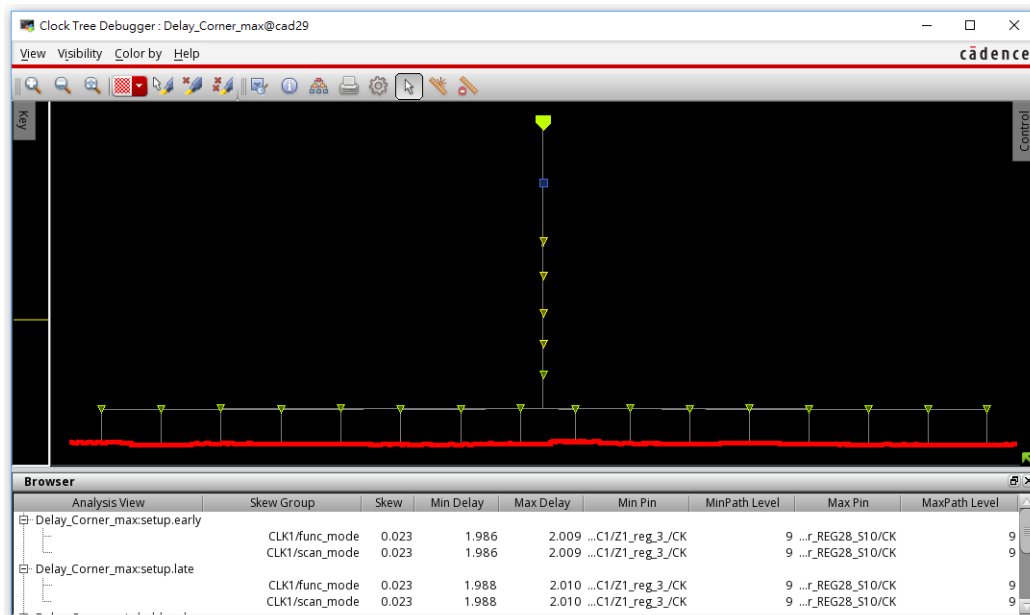 Clock Tree Debugger : Delay_Corner_max@cad29
View Visibility Color by Help
cādence
Key
Control
Browser
Analysis View Skew Group Skew Min Delay Max Delay Min Pin MinPath Level Max Pin MaxPath Level
Delay_Corner_max:setup.early
CLK1/func_mode 0.023 1.986 2.009 ...C1/Z1_reg_3_/CK 9 ...r_REG28_S10/CK 9
CLK1/scan_mode 0.023 1.986 2.009 ...C1/Z1_reg_3_/CK 9 ...r_REG28_S10/CK 9
Delay_Corner_max:setup.late
CLK1/func_mode 0.023 1.988 2.010 ...C1/Z1_reg_3_/CK 9 ...r_REG28_S10/CK 9
CLK1/scan_mode 0.023 1.988 2.010 ...C1/Z1_reg_3_/CK 9 ...r_REG28_S10/CK 9